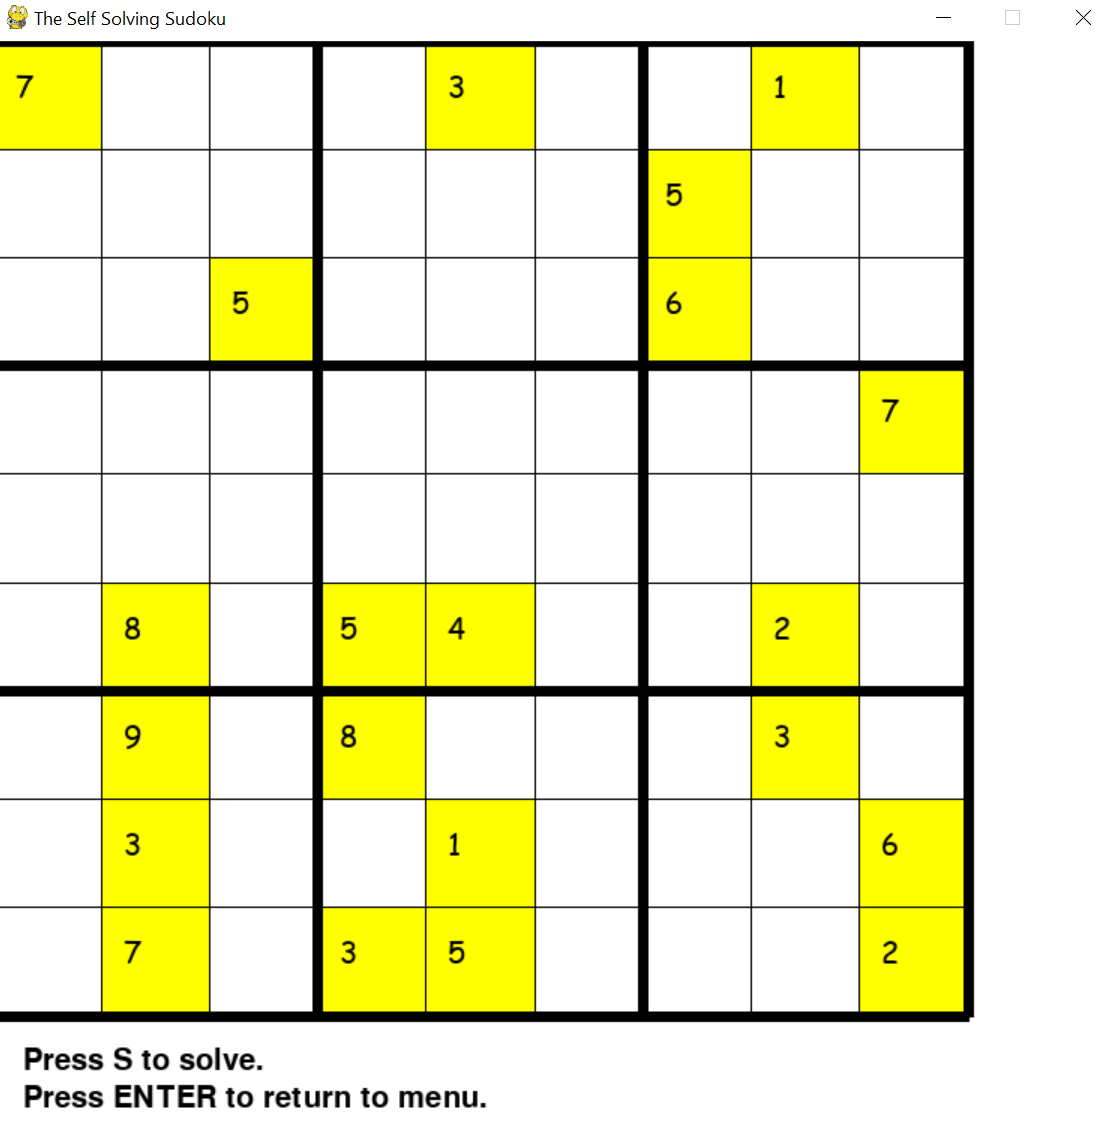 The Self Solving Sudoku
7 3 1
5
5 6
7
8 5 4 2
9 8 3
3 1 6
7 3 5 2
Press S to solve.
Press ENTER to return to menu.